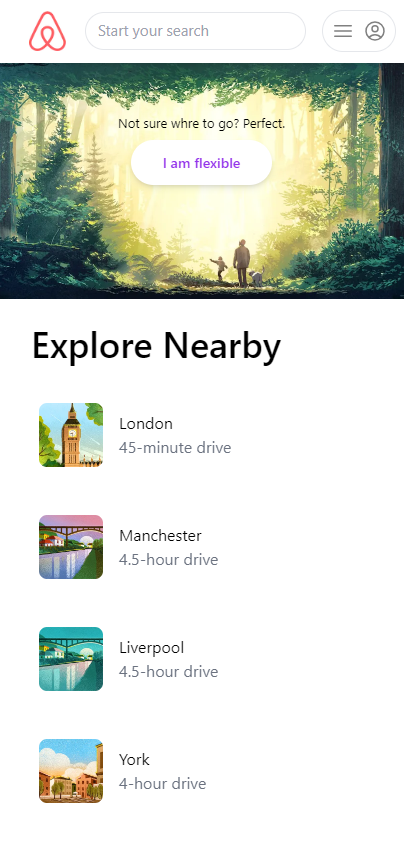 Start your search
Not sure whre to go? Perfect.
I am flexible
Explore Nearby
London
45-minute drive
Manchester
4.5-hour drive
Liverpool
4.5-hour drive
York
4-hour drive